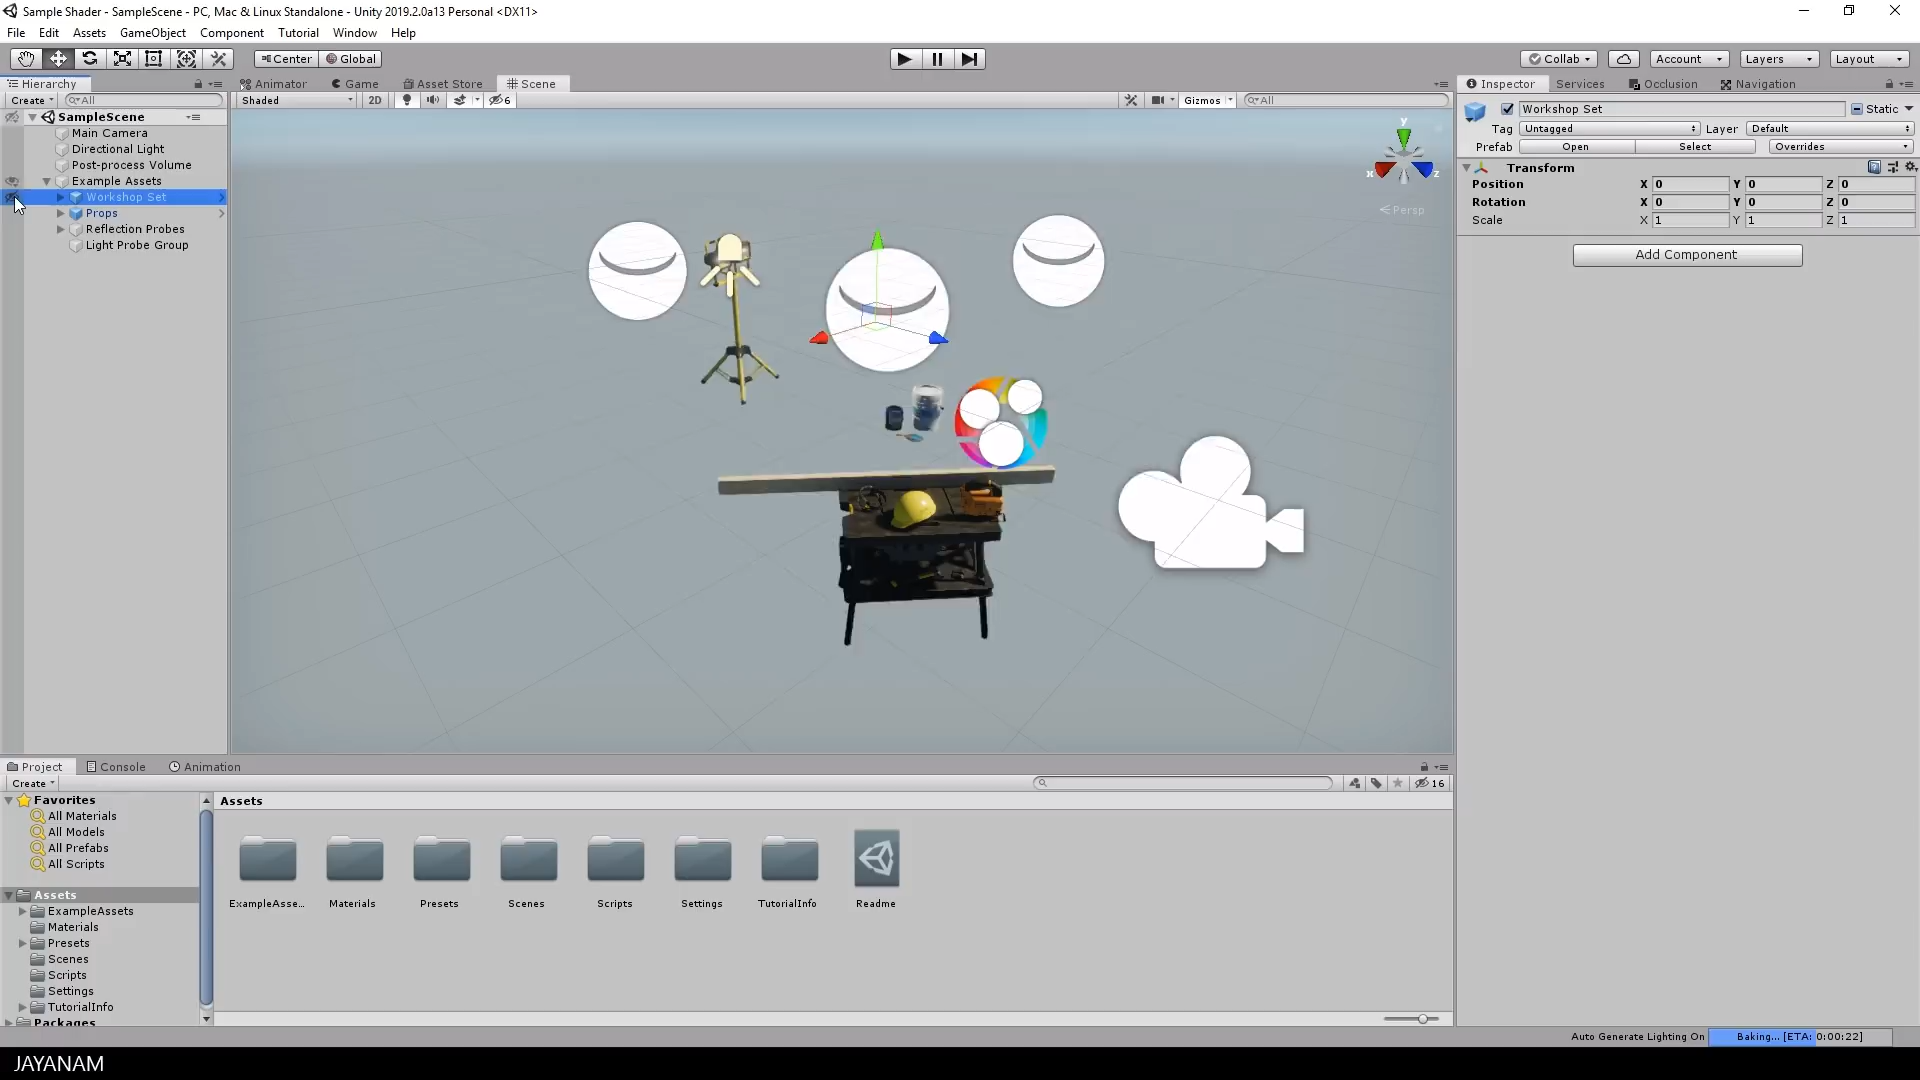 Sample Shader - SampleScene - PC, Mac & Linux Standalone - Unity 2019.2.0a13 Personal <DX11>
File Edit Assets GameObject Component Tutorial Window Help
Center Global Collab Account Layers Layout
Hierarchy Animator Game Asset Store Scene Inspector Services Occlusion Navigation
Create All Shaded 2D 6 Gizmos All
SampleScene
Main Camera
Directional Light
Post-process Volume
Example Assets
Workshop Set
Props
Reflection Probes
Light Probe Group
y
x
z
Persp
Workshop Set Static
Tag Untagged Layer Default
Prefab Open Select Overrides
Transform
Position X 0 Y 0 Z 0
Rotation X 0 Y 0 Z 0
Scale X 1 Y 1 Z 1
Add Component
Project Console Animation
Create 16
Favorites
All Materials
All Models
All Prefabs
All Scripts
Assets
ExampleAssets
Materials
Presets
Scenes
Scripts
Settings
TutorialInfo
Packages
Assets
ExampleAsse... Materials Presets Scenes Scripts Settings TutorialInfo Readme
Auto Generate Lighting On Baking... [ETA: 0:00:22]
JAYANAM